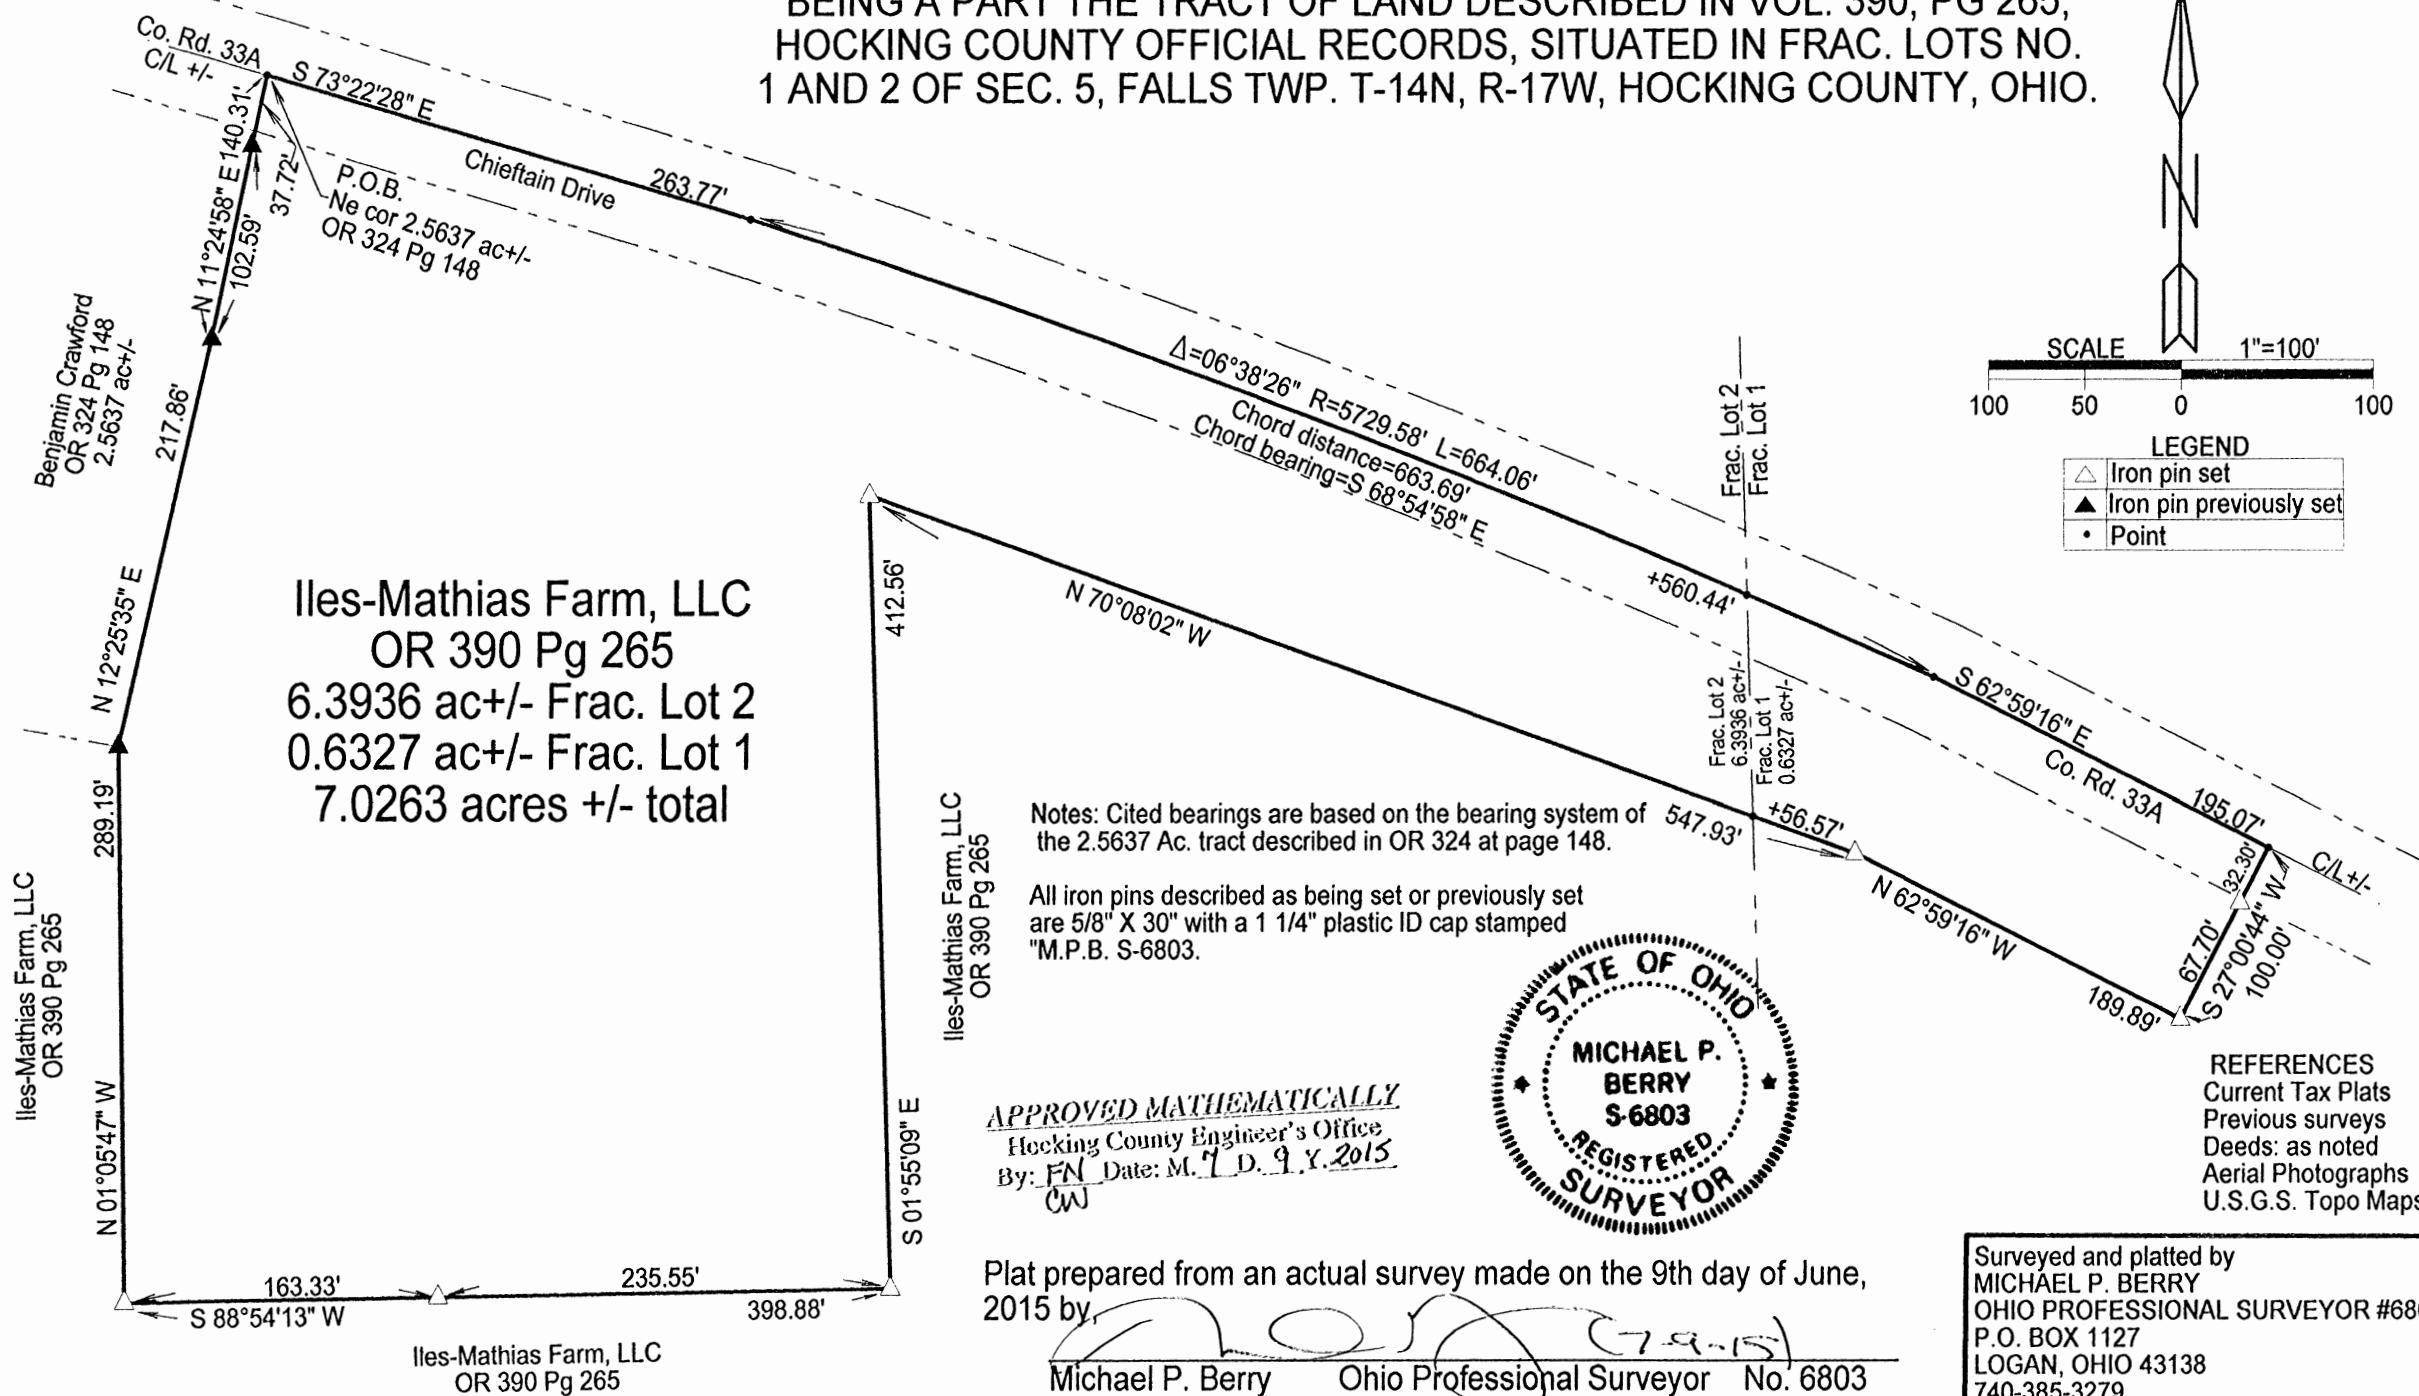 BEING A PART THE TRACT OF LAND DESCRIBED IN VOL. 390, PG 265,
HOCKING COUNTY OFFICIAL RECORDS, SITUATED IN FRAC. LOTS NO.
1 AND 2 OF SEC. 5, FALLS TWP. T-14N, R-17W, HOCKING COUNTY, OHIO.
Co. Rd. 33A
C/L +/-
S 73°22'28" E
263.77'
Chieftain Drive
N 11°24'58" E 140.31'
37.72'
102.59'
P.O.B.
Ne cor 2.5637 ac+/-
OR 324 Pg 148
N
SCALE 1"=100'
100 50 0 100
LEGEND
Iron pin set
Iron pin previously set
Point
Benjamin Crawford
OR 324 Pg 148
2.5637 ac+/-
217.86'
N 12°25'35" E
Δ=06°38'26" R=5729.58' L=664.06'
Chord distance=663.69'
Chord bearing=S 68°54'58" E
Frac. Lot 2
Frac. Lot 1
+560.44'
Iles-Mathias Farm, LLC
OR 390 Pg 265
6.3936 ac+/- Frac. Lot 2
0.6327 ac+/- Frac. Lot 1
7.0263 acres +/- total
412.56'
N 70°08'02" W
Frac. Lot 2
6.3936 ac+/-
Frac. Lot 1
0.6327 ac+/-
S 62°59'16" E
Co. Rd. 33A
195.07'
C/L+/-
32.30'
67.70'
S 27°00'44" W
100.00'
547.93'
+56.57'
N 62°59'16" W
189.89'
289.19'
N 01°05'47" W
Iles-Mathias Farm, LLC
OR 390 Pg 265
Iles-Mathias Farm, LLC
OR 390 Pg 265
S 01°55'09" E
Notes: Cited bearings are based on the bearing system of
the 2.5637 Ac. tract described in OR 324 at page 148.
All iron pins described as being set or previously set
are 5/8" X 30" with a 1 1/4" plastic ID cap stamped
"M.P.B. S-6803.
STATE OF OHIO
MICHAEL P.
BERRY
S-6803
REGISTERED
SURVEYOR
APPROVED MATHEMATICALLY
Hocking County Engineer's Office
By: FN Date: M. 7 D. 9 Y. 2015
CW
REFERENCES
Current Tax Plats
Previous surveys
Deeds: as noted
Aerial Photographs
U.S.G.S. Topo Maps
163.33'
235.55'
S 88°54'13" W
398.88'
Iles-Mathias Farm, LLC
OR 390 Pg 265
Plat prepared from an actual survey made on the 9th day of June,
2015 by,
(7-9-15)
Michael P. Berry Ohio Professional Surveyor No. 6803
Surveyed and platted by
MICHAEL P. BERRY
OHIO PROFESSIONAL SURVEYOR
P.O. BOX 1127
LOGAN, OHIO 43138
740-385-3279